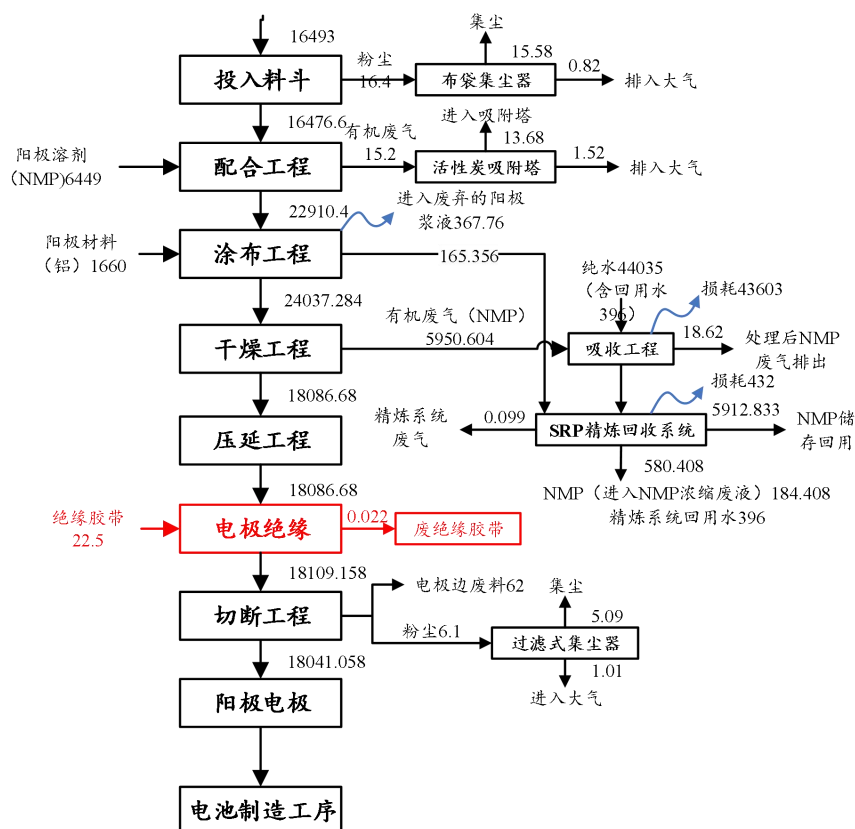 16493
集尘
粉尘
16.4
15.58
0.82
投入料斗
布袋集尘器
排入大气
16476.6
进入吸附塔
有机废气
13.68
15.2
1.52
阳极溶剂
（NMP)6449
配合工程
活性炭吸附塔
排入大气
22910.4
进入废弃的阳极
浆液367.76
阳极材料
（铝）1660
涂布工程
165.356
纯水44035
（含回用水
396）
损耗43603
24037.284
有机废气（NMP）
5950.604
18.62
干燥工程
吸收工程
处理后NMP
废气排出
18086.68
损耗432
精炼系统
废气
0.099
5912.833
压延工程
SRP精炼回收系统
NMP储
存回用
580.408
18086.68
NMP（进入NMP浓缩废液）184.408
精炼系统回用水396
绝缘胶带
22.5
电极绝缘
0.022
废绝缘胶带
18109.158
电极边废料62
集尘
5.09
切断工程
粉尘6.1
过滤式集尘器
18041.058
1.01
进入大气
阳极电极
电池制造工序